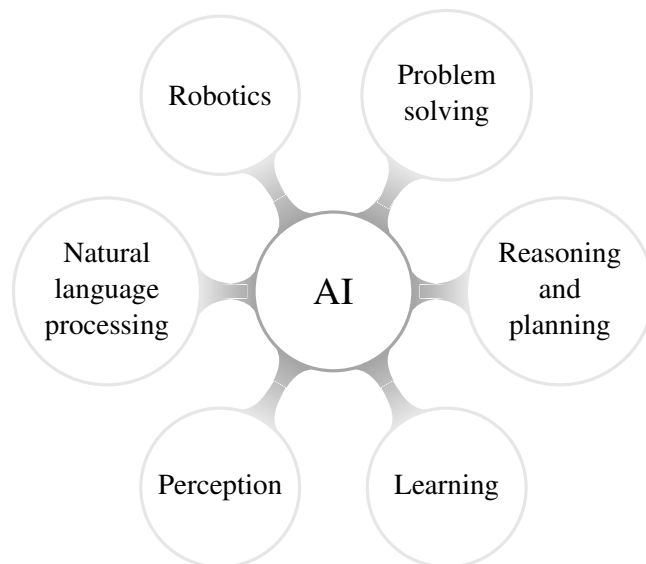 Robotics
Problem
solving
Natural
language
processing
AI
Reasoning
and
planning
Perception
Learning